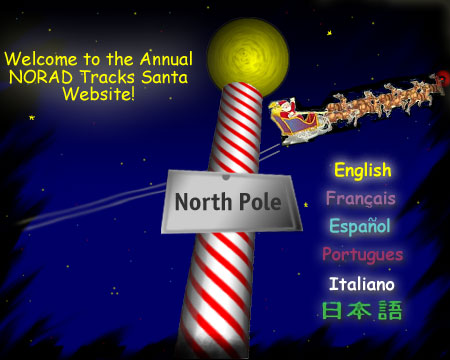 Welcome to the Annual
NORAD Tracks Santa
Website!
North Pole
English
Français
Español
Portugues
Italiano
日本語